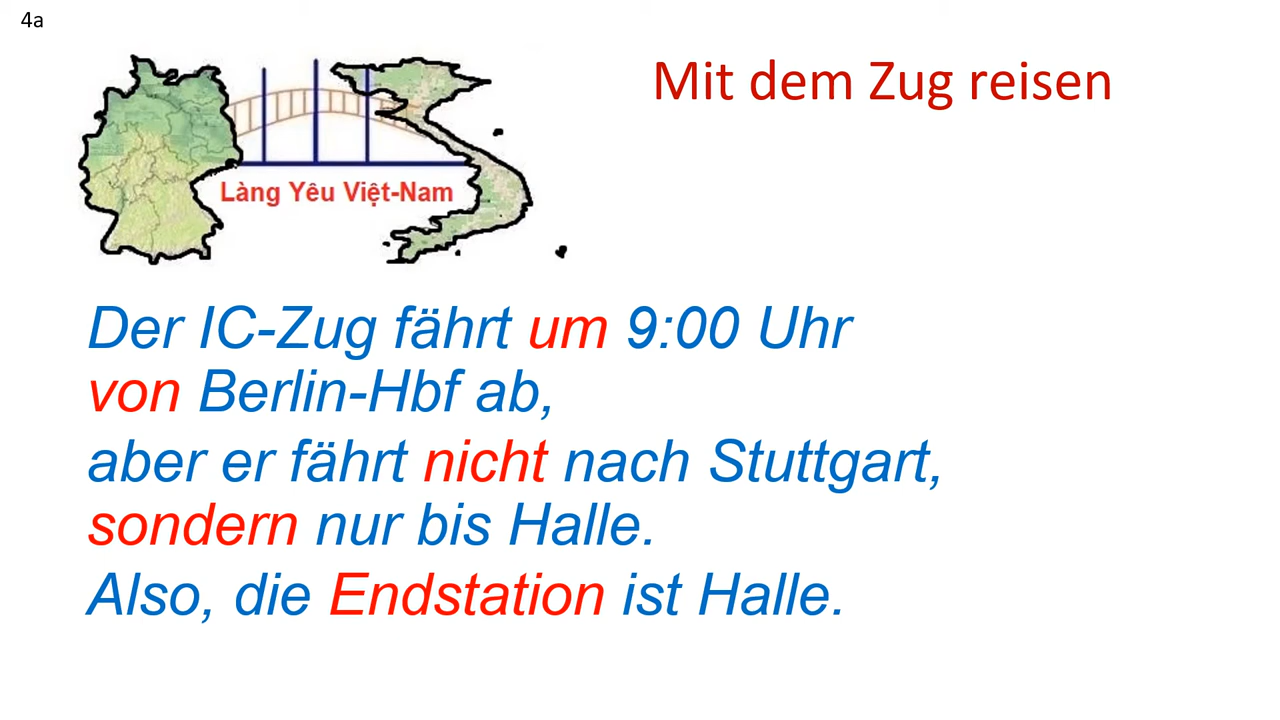 4a
Mit dem Zug reisen
Làng Yêu Việt-Nam
Der IC-Zug fährt um 9:00 Uhr
von Berlin-Hbf ab,
aber er fährt nicht nach Stuttgart,
sondern nur bis Halle.
Also, die Endstation ist Halle.